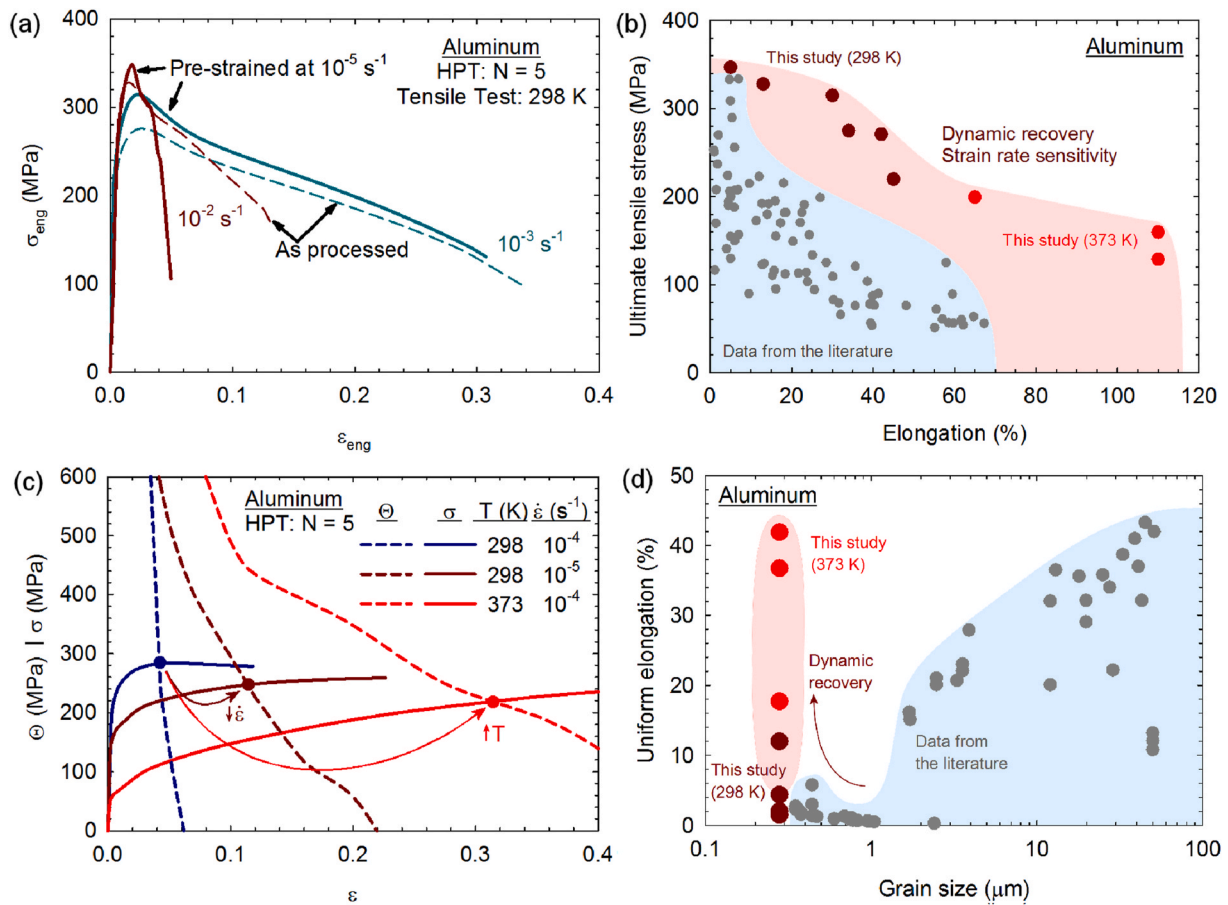 (a)
Aluminum
HPT: N = 5
Tensile Test: 298 K
Pre-strained at 10⁻⁵ s⁻¹
10⁻² s⁻¹
As processed
10⁻³ s⁻¹
σeng (MPa)
400
300
200
100
0
0.0 0.1 0.2 0.3 0.4
εeng
(b)
Aluminum
This study (298 K)
Dynamic recovery
Strain rate sensitivity
This study (373 K)
Data from the literature
Ultimate tensile stress (MPa)
400
300
200
100
0
0 20 40 60 80 100 120
Elongation (%)
(c)
Aluminum
HPT: N = 5
Θ σ T (K) ε̇ (s⁻¹)
298 10⁻⁴
298 10⁻⁵
373 10⁻⁴
↓ε̇
↑T
Θ (MPa) | σ (MPa)
600
500
400
300
200
100
0
0.0 0.1 0.2 0.3 0.4
ε
(d)
Aluminum
This study
(373 K)
Dynamic
recovery
This study
(298 K)
Data from
the literature
Uniform elongation (%)
50
40
30
20
10
0
0.1 1 10 100
Grain size (μm)